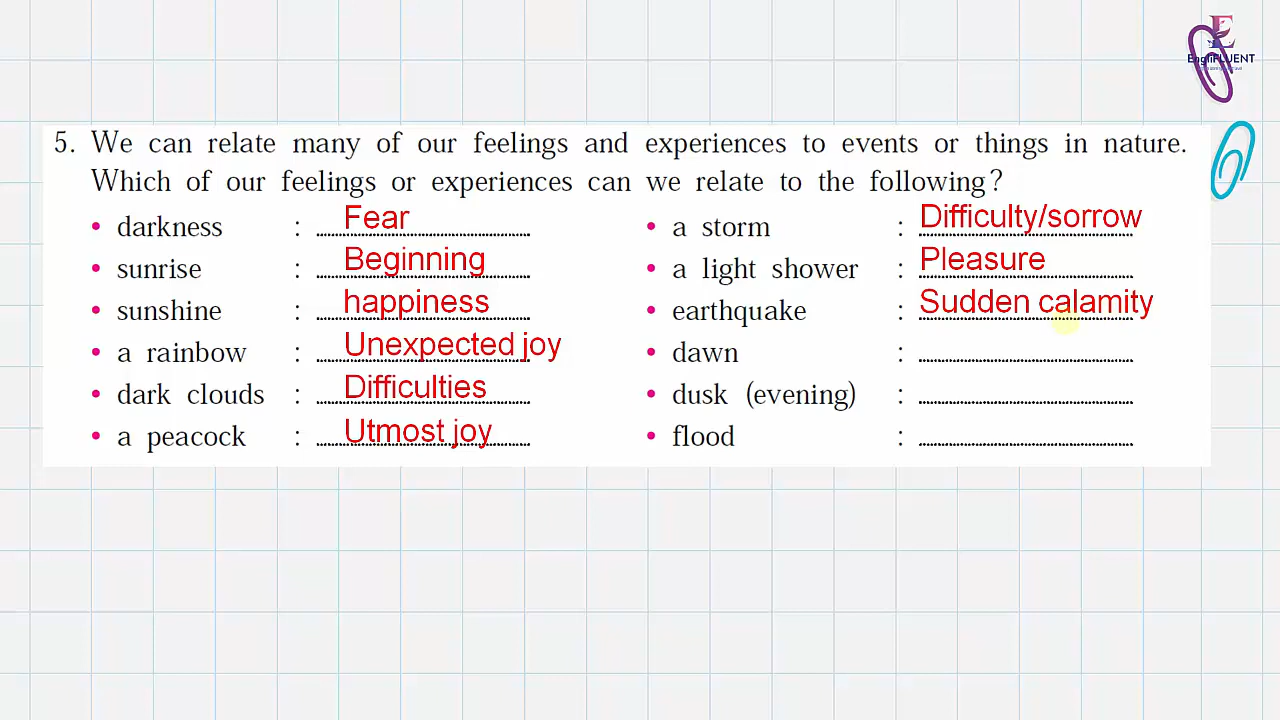 EngliFLUENT
5. We can relate many of our feelings and experiences to events or things in nature.
Which of our feelings or experiences can we relate to the following?
• darkness : Fear
• sunrise : Beginning
• sunshine : happiness
• a rainbow : Unexpected joy
• dark clouds : Difficulties
• a peacock : Utmost joy
• a storm : Difficulty/sorrow
• a light shower : Pleasure
• earthquake : Sudden calamity
• dawn :
• dusk (evening) :
• flood :